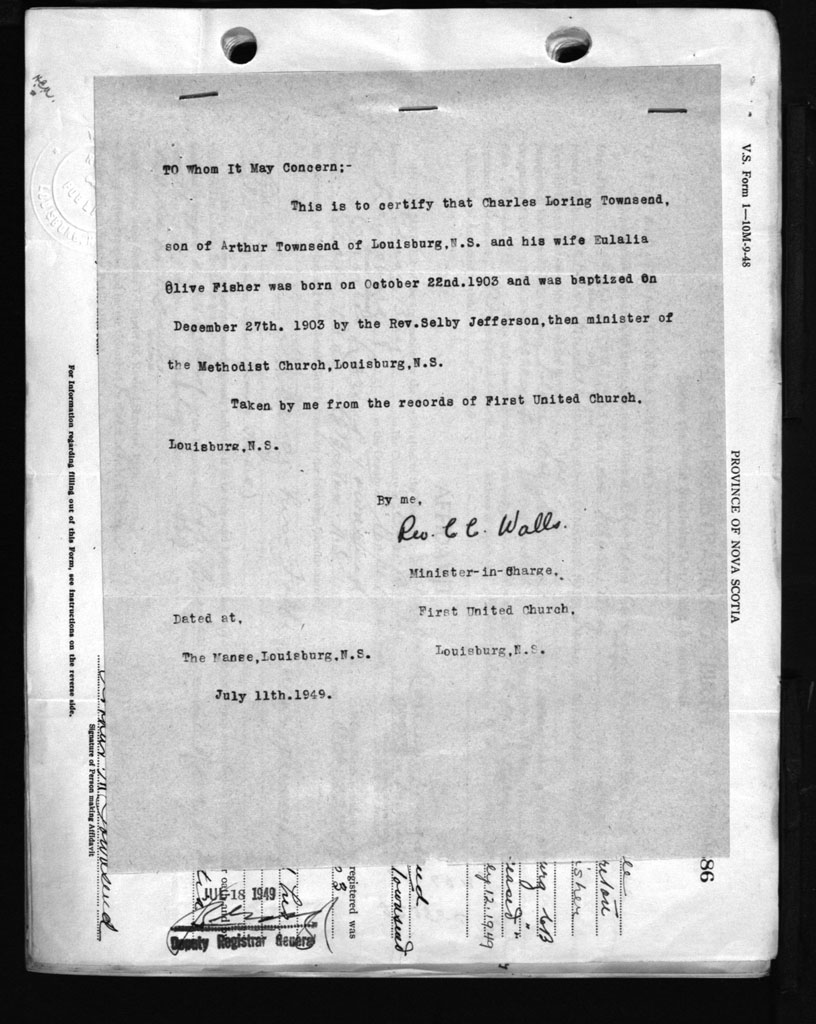 TO Whom It May Concern;-
This is to certify that Charles Loring Townsend,
son of Arthur Townsend of Louisburg,N.S. and his wife Eulalia
Olive Fisher was born on October 22nd.1903 and was baptized On
December 27th. 1903 by the Rev.Selby Jefferson,then minister of
the Methodist Church,Louisburg,N.S.
Taken by me from the records of First United Church.
Louisburg,N.S.
By me,
Rev. C C. Walls.
Minister-in-Charge,
First United Church,
Louisburg,N.S.
Dated at,
The Manse,Louisburg,N.S.
July 11th.1949.
V.S. Form 1—10M-9-48
PROVINCE OF NOVA SCOTIA
86
For information regarding filling out of this Form, see Instructions on the reverse side.
Townsend
Signature of Person making Affidavit
JUL 18 1949
Deputy Registrar General
registered was
Townsend
12.1949